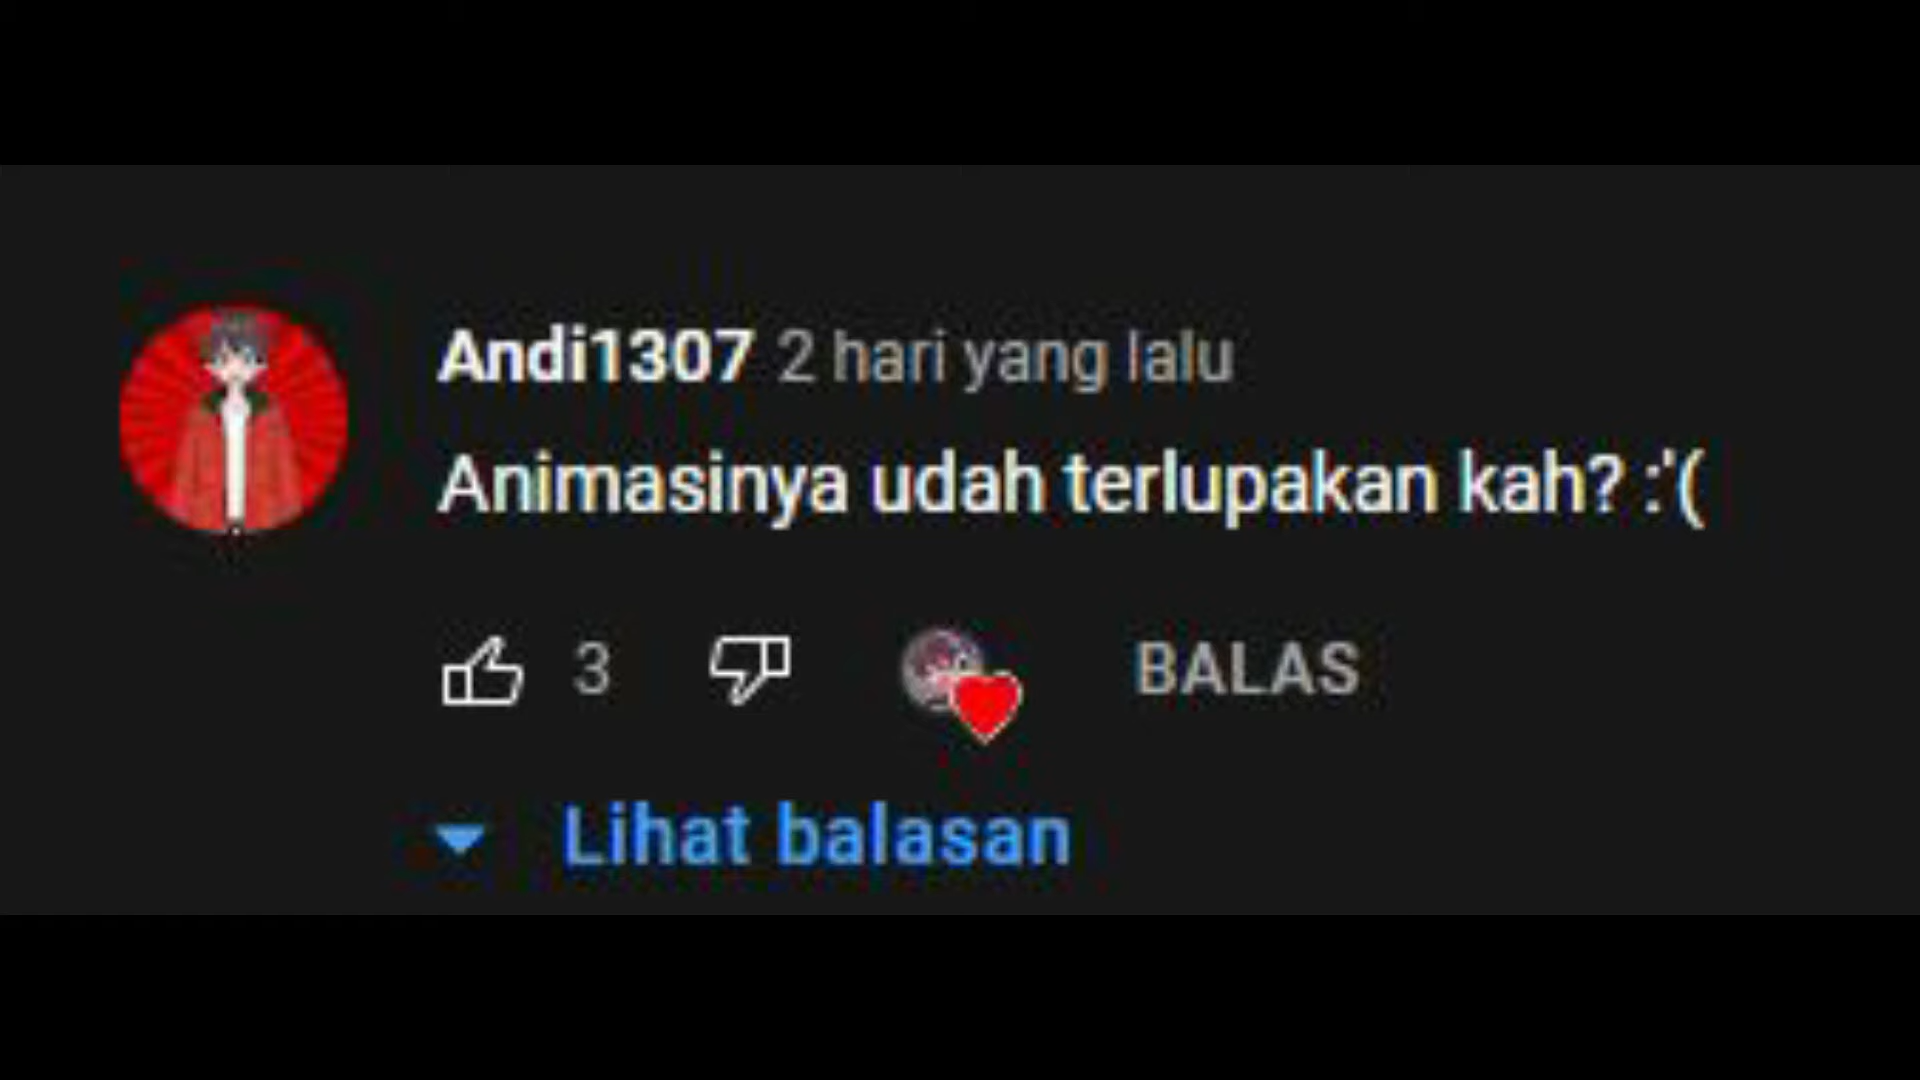 Andi1307 2 hari yang lalu
Animasinya udah terlupakan kah? :'(
3 BALAS
Lihat balasan